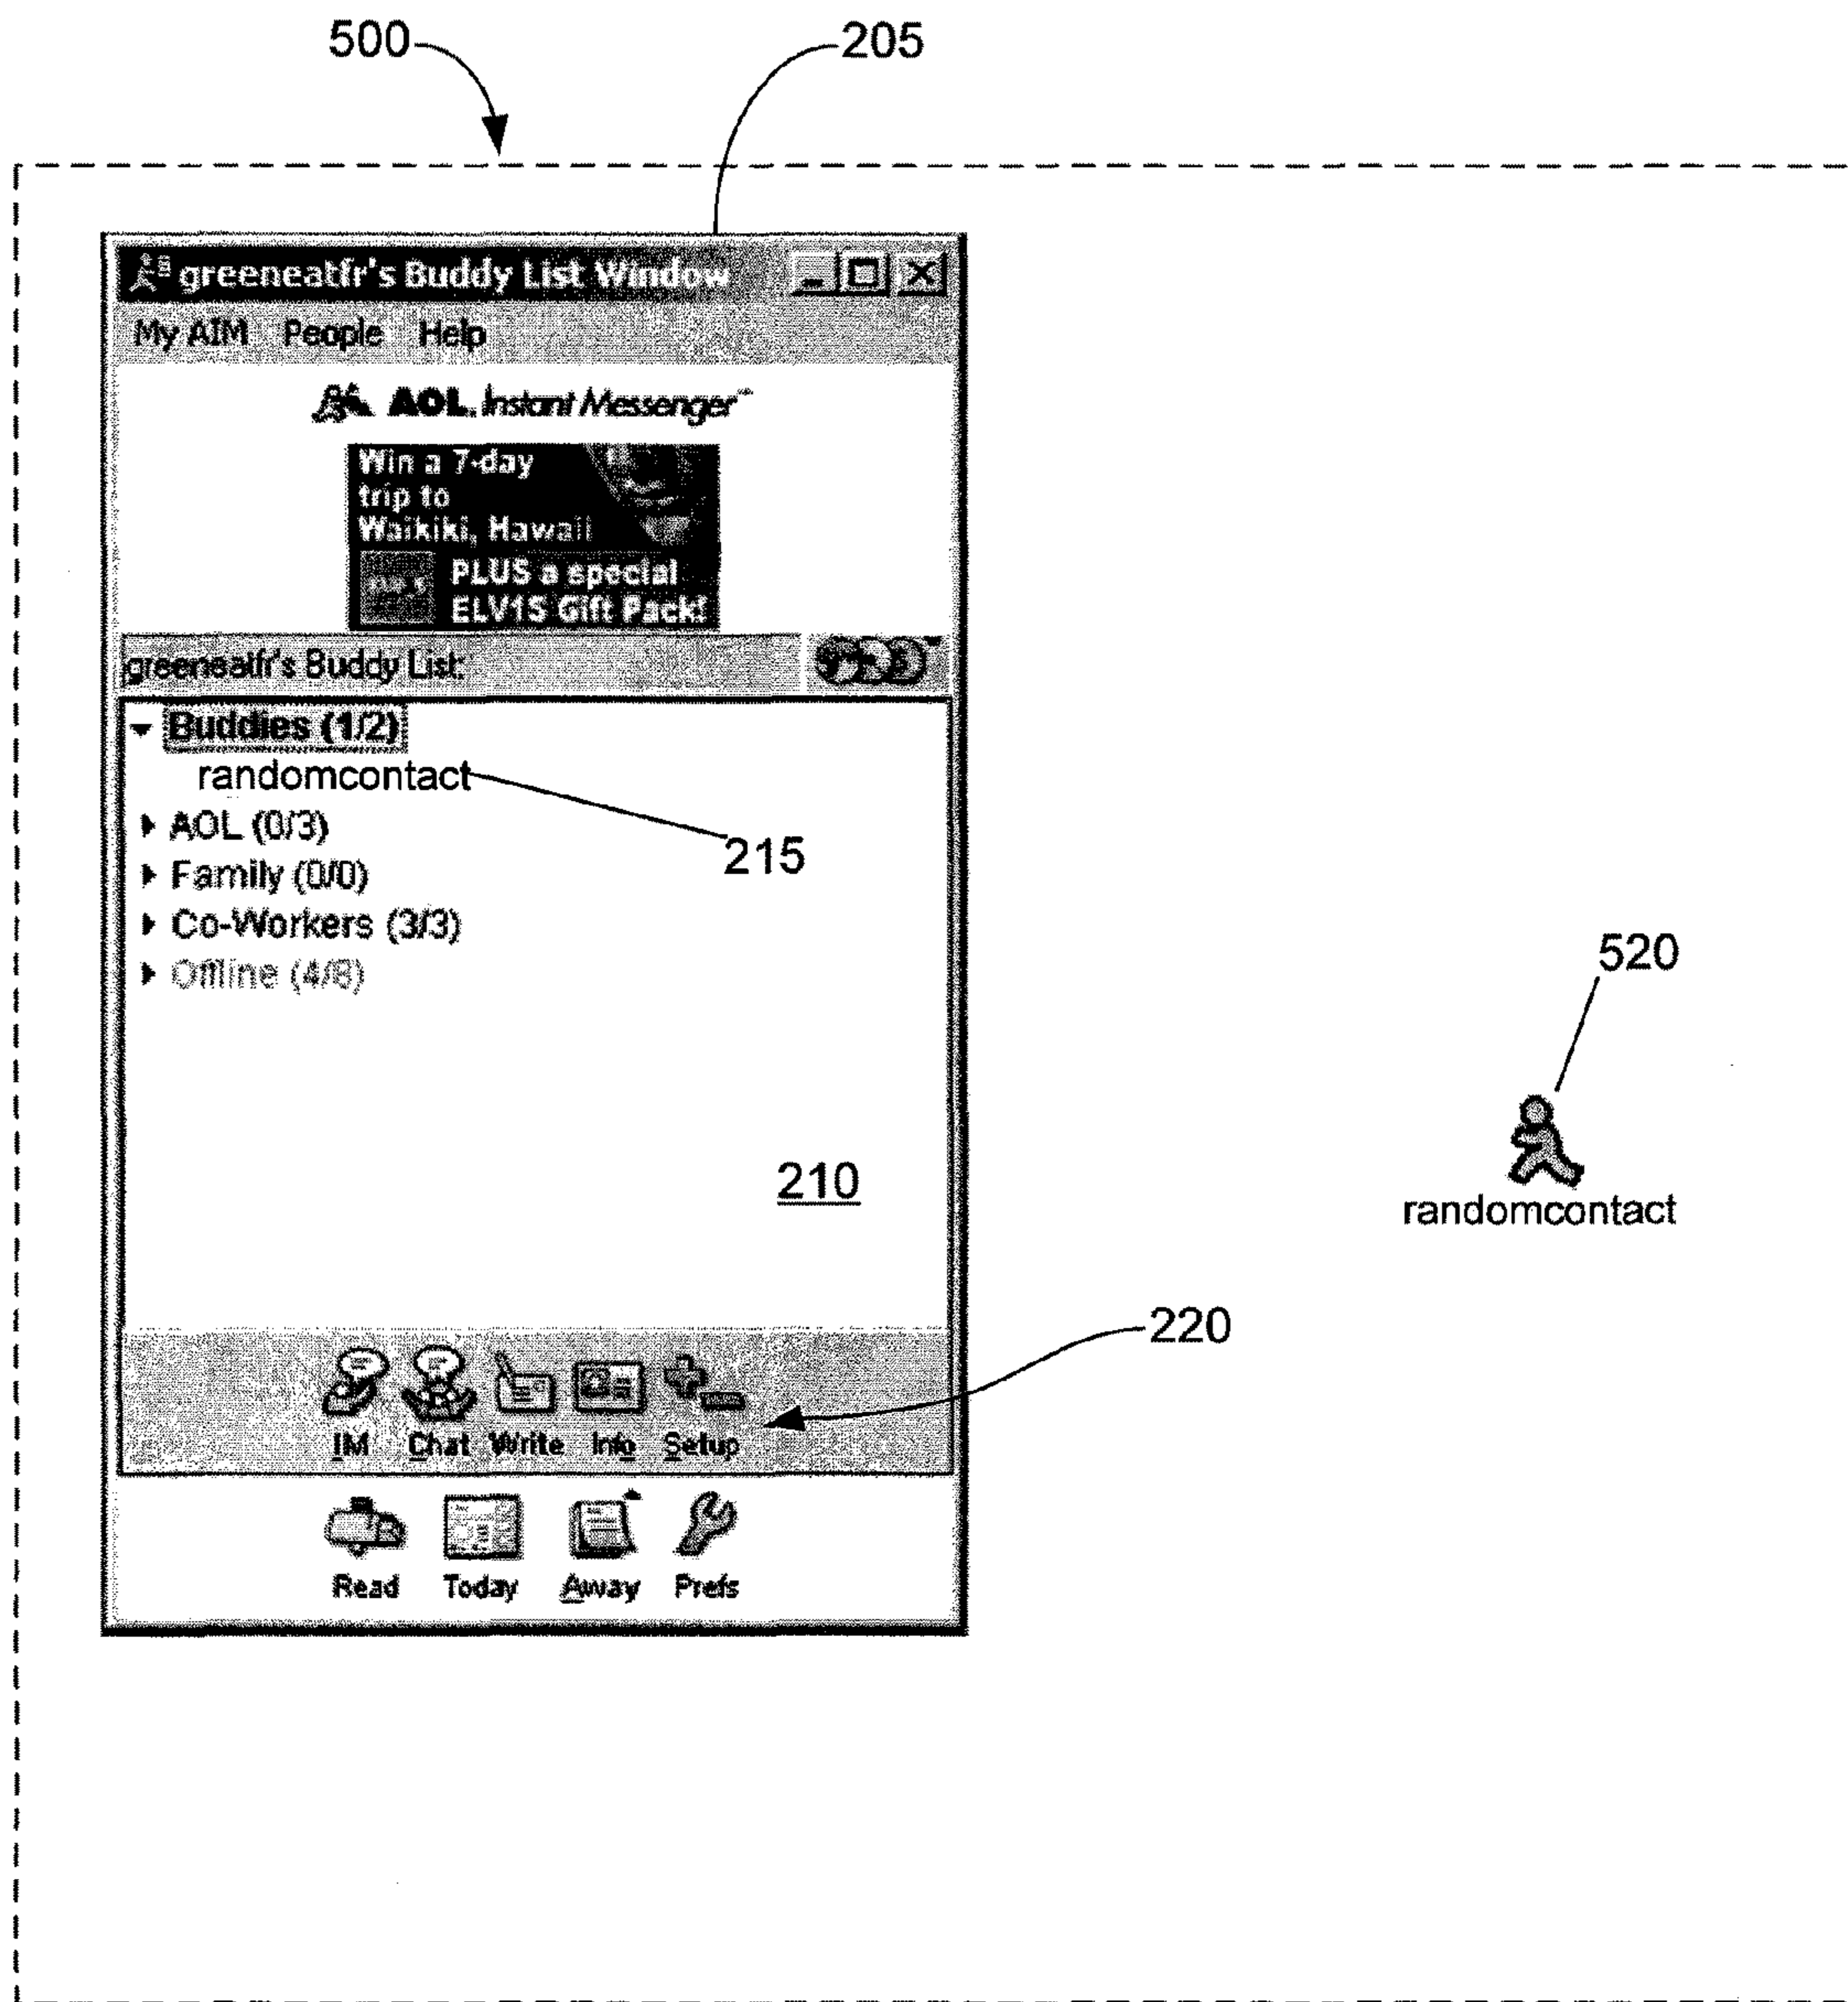 500
205
greeneatfr's Buddy List Window
My AIM People Help
AOL Instant Messenger™
Win a 7-day
trip to
Waikiki, Hawaii
PLUS a special
ELV1S Gift Pack!
greeneatfr's Buddy List:
Buddies (1/2)
randomcontact
AOL (0/3)
215
Family (0/0)
Co-Workers (3/3)
Offline (4/8)
520
210
randomcontact
220
IM Chat Write Info Setup
Read Today Away Prefs